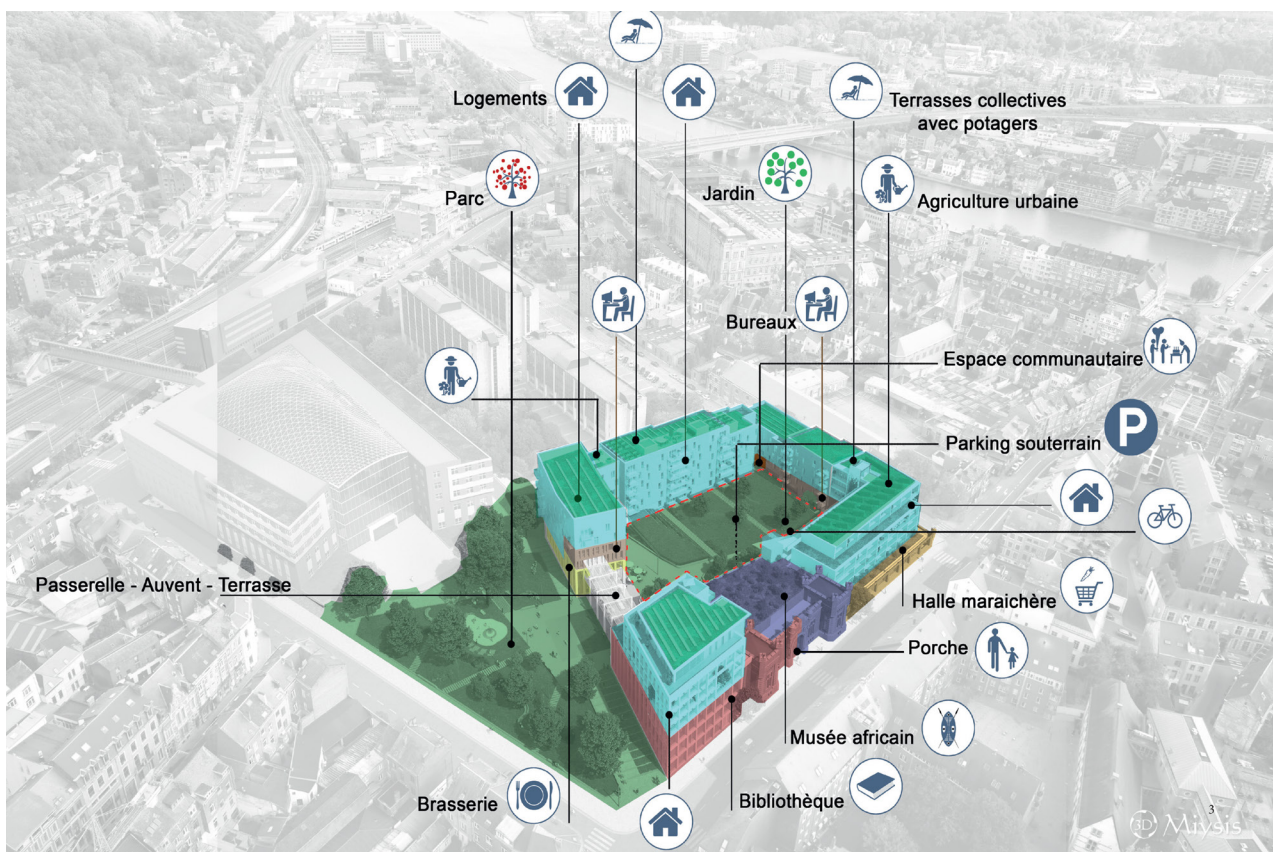 Logements
Terrasses collectives
avec potagers
Parc
Jardin
Agriculture urbaine
Bureaux
Espace communautaire
Parking souterrain
P
Passerelle - Auvent - Terrasse
Halle maraichère
Porche
Musée africain
Brasserie
Bibliothèque
3
3D Miysis